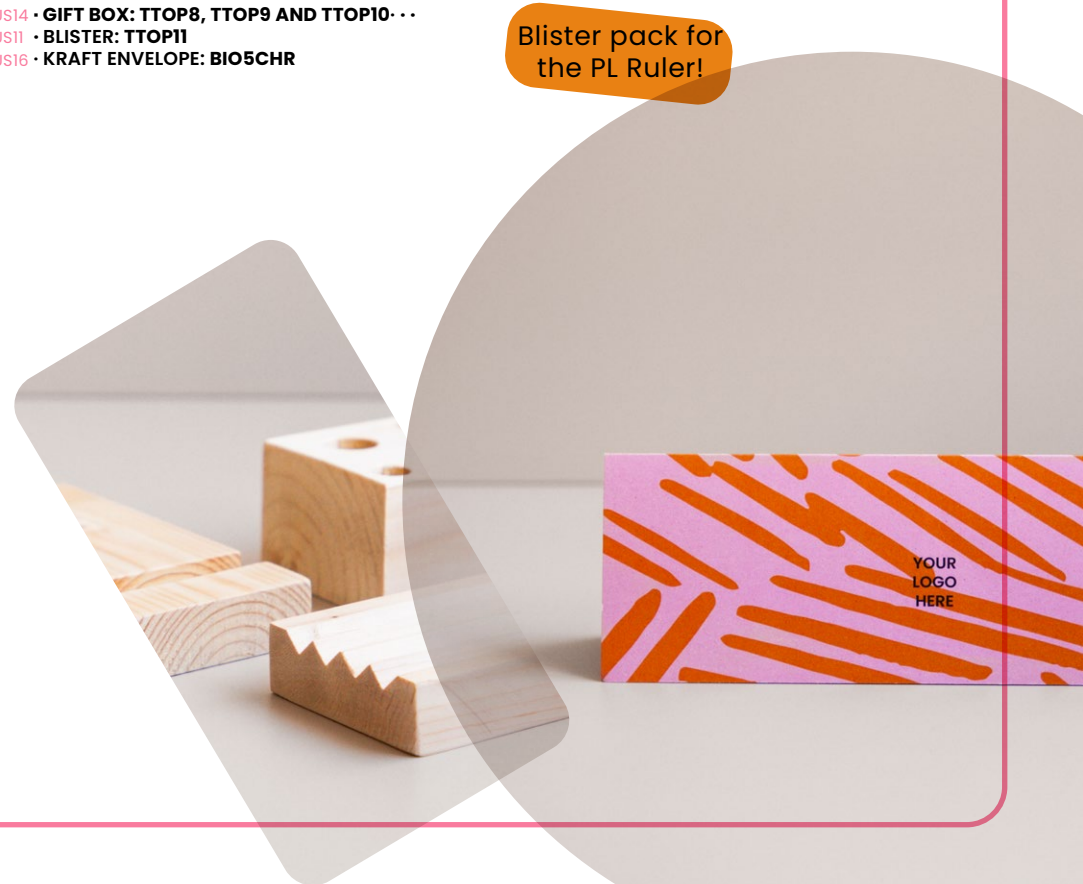 US14 · GIFT BOX: TTOP8, TTOP9 AND TTOP10· · ·
US11 · BLISTER: TTOP11
US16 · KRAFT ENVELOPE: BIO5CHR
Blister pack for
the PL Ruler!
YOUR
LOGO
HERE